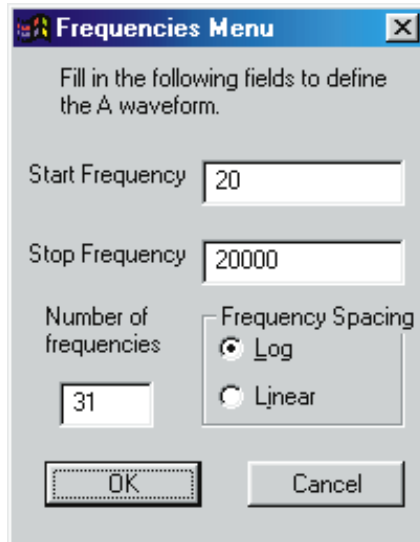 Frequencies Menu
Fill in the following fields to define
the A waveform.
Start Frequency
20
Stop Frequency
20000
Number of
frequencies
31
Frequency Spacing
Log
Linear
OK
Cancel